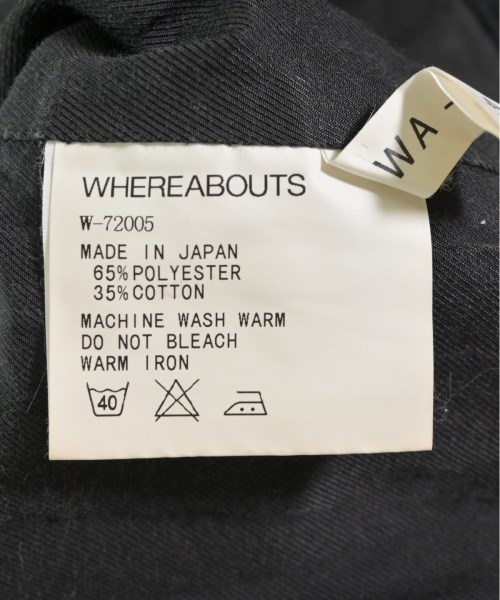 WHEREABOUTS
W-72005
MADE IN JAPAN
65%POLYESTER
35%COTTON
MACHINE WASH WARM
DO NOT BLEACH
WARM IRON
40
WA -